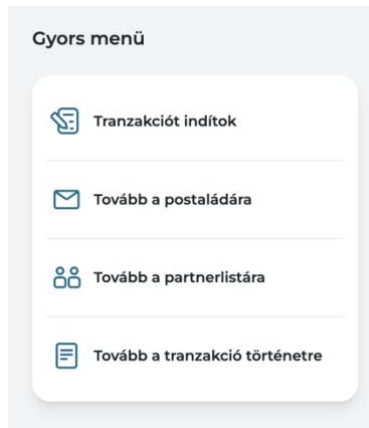 Gyors menü
Tranzakciót indítok
Tovább a postaládára
Tovább a partnerlistára
Tovább a tranzakció történetre